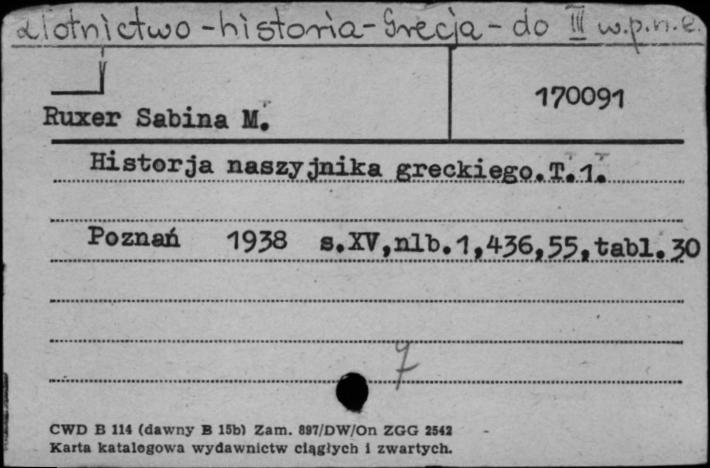 złotnictwo - historia - Grecja - do III w.p.n.e.
170091
Ruxer Sabina M.
Historja naszyjnika greckiego.T.1.
Poznań 1938 s.XV,nlb.1,436,55,tabl.30
7
CWD B 114 (dawny B 15b) Zam. 897/DW/On ZGG 2542
Karta katalogowa wydawnictw ciągłych i zwartych.